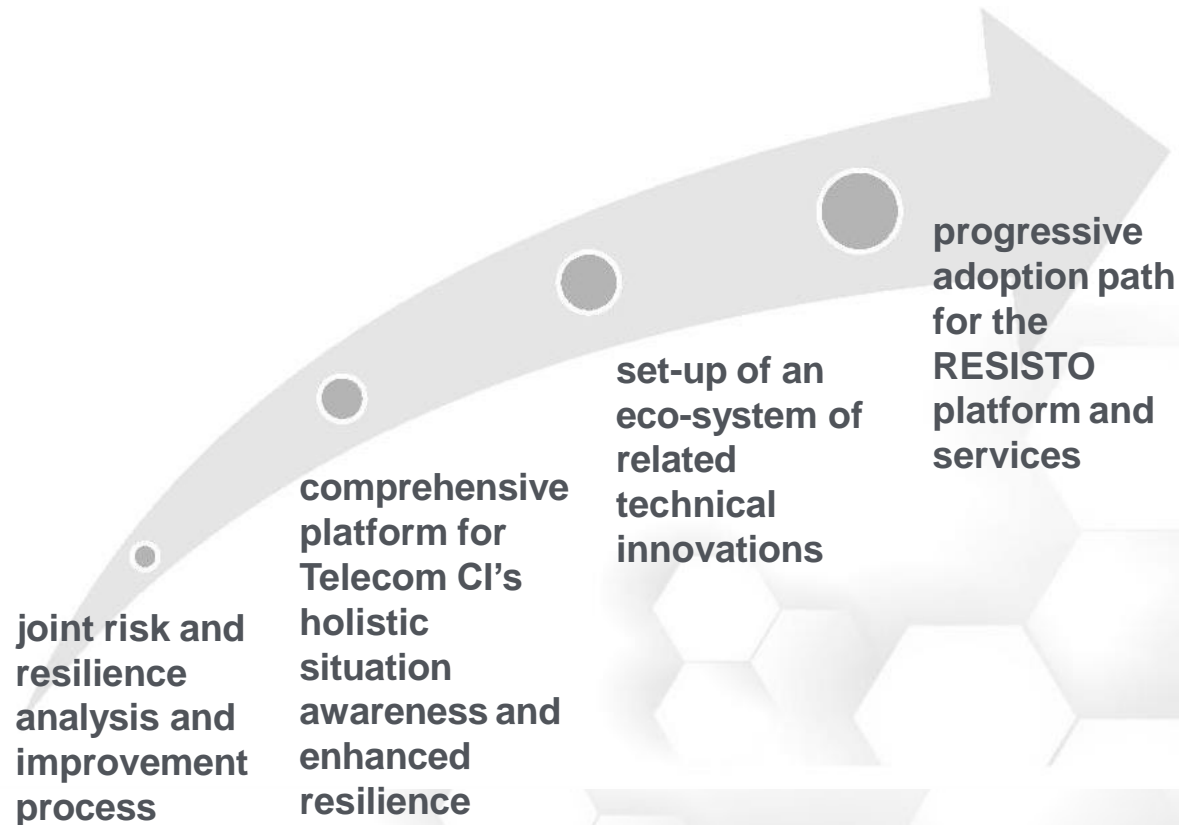 joint risk and
resilience
analysis and
improvement
process
comprehensive
platform for
Telecom CI’s
holistic
situation
awareness and
enhanced
resilience
set-up of an
eco-system of
related
technical
innovations
progressive
adoption path
for the
RESISTO
platform and
services